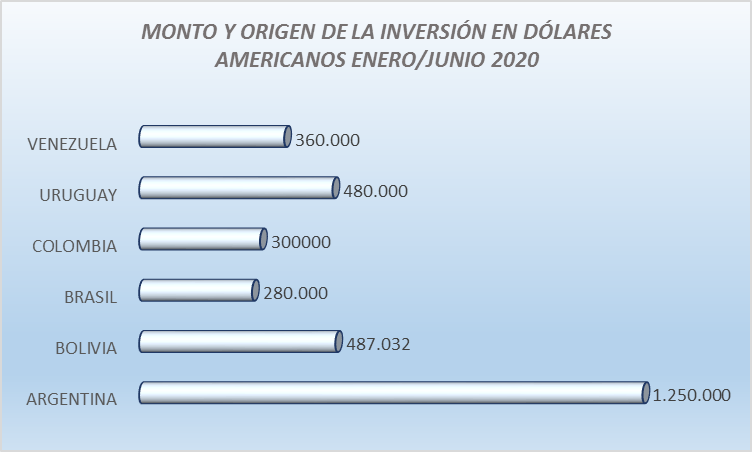 MONTO Y ORIGEN DE LA INVERSIÓN EN DÓLARES
AMERICANOS ENERO/JUNIO 2020
VENEZUELA 360.000
URUGUAY 480.000
COLOMBIA 300000
BRASIL 280.000
BOLIVIA 487.032
ARGENTINA 1.250.000